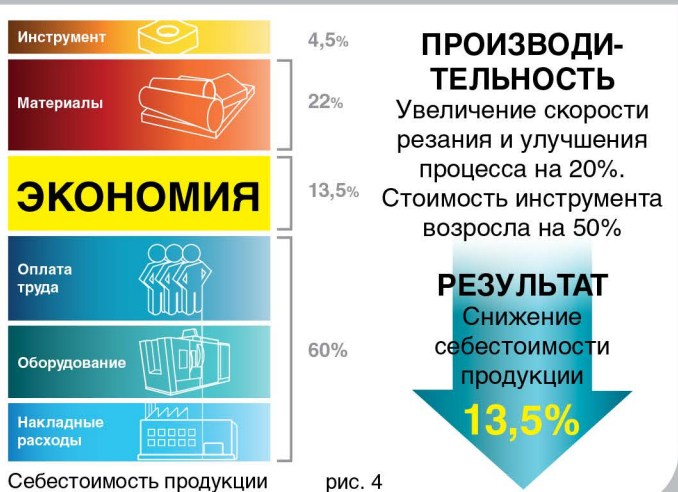 Инструмент
4,5%
Материалы
22%
ЭКОНОМИЯ
13,5%
Оплата
труда
Оборудование
60%
Накладные
расходы
Себестоимость продукции
рис. 4
ПРОИЗВОДИ-
ТЕЛЬНОСТЬ
Увеличение скорости
резания и улучшения
процесса на 20%.
Стоимость инструмента
возросла на 50%
РЕЗУЛЬТАТ
Снижение
себестоимости
продукции
13,5%